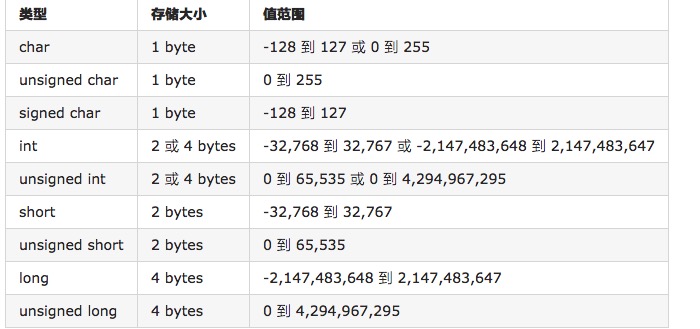 类型 存储大小 值范围
char 1 byte -128 到 127 或 0 到 255
unsigned char 1 byte 0 到 255
signed char 1 byte -128 到 127
int 2 或 4 bytes -32,768 到 32,767 或 -2,147,483,648 到 2,147,483,647
unsigned int 2 或 4 bytes 0 到 65,535 或 0 到 4,294,967,295
short 2 bytes -32,768 到 32,767
unsigned short 2 bytes 0 到 65,535
long 4 bytes -2,147,483,648 到 2,147,483,647
unsigned long 4 bytes 0 到 4,294,967,295